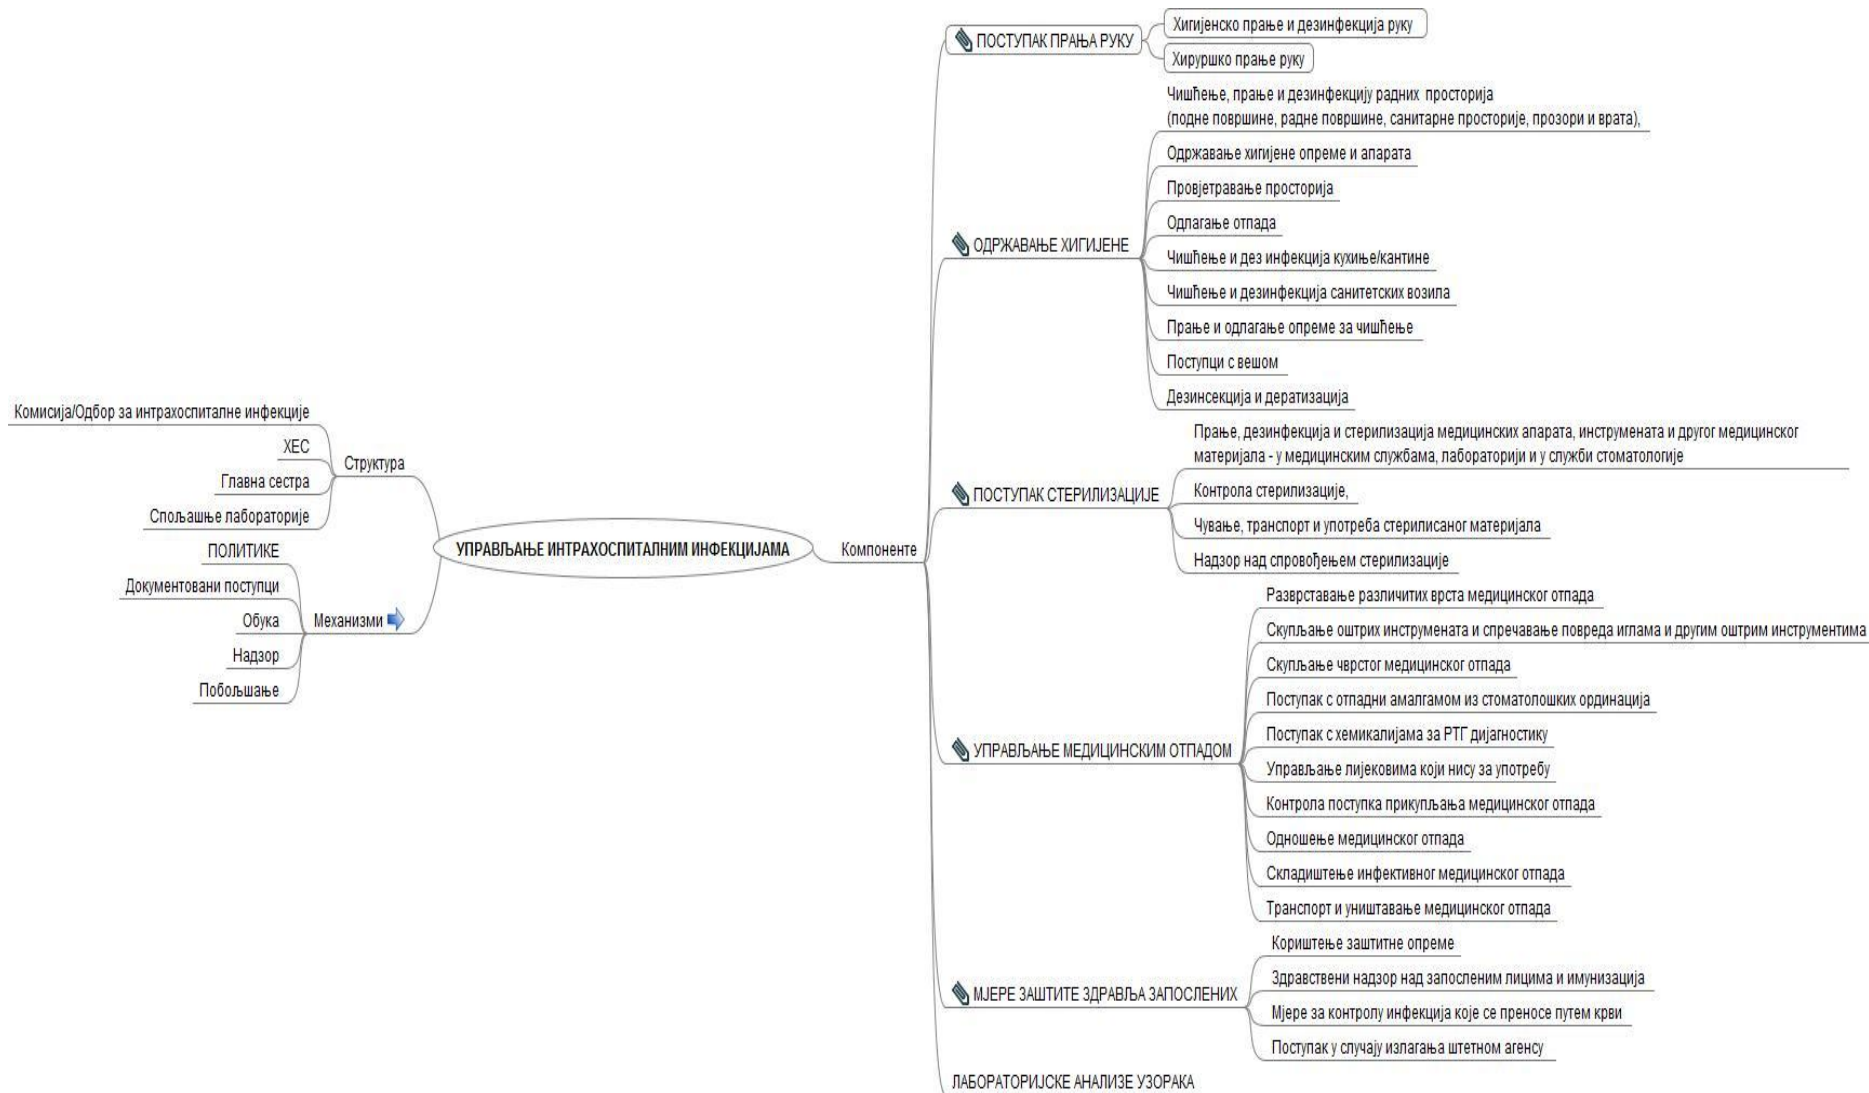 ПОСТУПАК ПРАЊА РУКУ
Хигијенско прање и дезинфекција руку
Хируршко прање руку
ОДРЖАВАЊЕ ХИГИЈЕНЕ
Чишћење, прање и дезинфекцију радних просторија
(подне површине, радне површине, санитарне просторије, прозори и врата),
Одржавање хигијене опреме и апарата
Провјетравање просторија
Одлагање отпада
Чишћење и дез инфекција кухиње/кантине
Чишћење и дезинфекција санитетских возила
Прање и одлагање опреме за чишћење
Поступци с вешом
Дезинсекција и дератизација
Комисија/Одбор за интрахоспиталне инфекције
ХЕС
Главна сестра
Спољашње лабораторије
Структура
ПОЛИТИКЕ
Документовани поступци
Обука
Надзор
Побољшање
Механизми
УПРАВЉАЊЕ ИНТРАХОСПИТАЛНИМ ИНФЕКЦИЈАМА
Компоненте
ПОСТУПАК СТЕРИЛИЗАЦИЈЕ
Прање, дезинфекција и стерилизација медицинских апарата, инструмената и другог медицинског
материјала - у медицинским службама, лабораторији и у служби стоматологије
Контрола стерилизације,
Чување, транспорт и употреба стерилисаног материјала
Надзор над спровођењем стерилизације
УПРАВЉАЊЕ МЕДИЦИНСКИМ ОТПАДОМ
Разврставање различитих врста медицинског отпада
Скупљање оштрих инструмената и спречавање повреда иглама и другим оштрим инструментима
Скупљање чврстог медицинског отпада
Поступак с отпадни амалгамом из стоматолошких ординација
Поступак с хемикалијама за РТГ дијагностику
Управљање лијековима који нису за употребу
Контрола поступка прикупљања медицинског отпада
Одношење медицинског отпада
Складиштење инфективног медицинског отпада
Транспорт и уништавање медицинског отпада
МЈЕРЕ ЗАШТИТЕ ЗДРАВЉА ЗАПОСЛЕНИХ
Кориштење заштитне опреме
Здравствени надзор над запосленим лицима и имунизација
Мјере за контролу инфекција које се преносе путем крви
Поступак у случају излагања штетном агенсу
ЛАБОРАТОРИЈСКЕ АНАЛИЗЕ УЗОРАКА